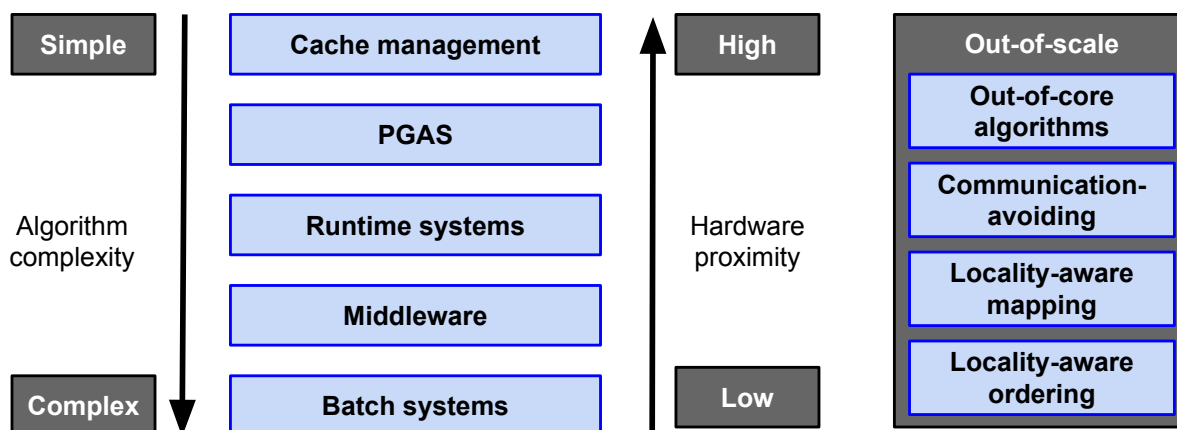 Simple
Algorithm
complexity
Complex
Cache management
PGAS
Runtime systems
Middleware
Batch systems
High
Hardware
proximity
Low
Out-of-scale
Out-of-core
algorithms
Communication-
avoiding
Locality-aware
mapping
Locality-aware
ordering